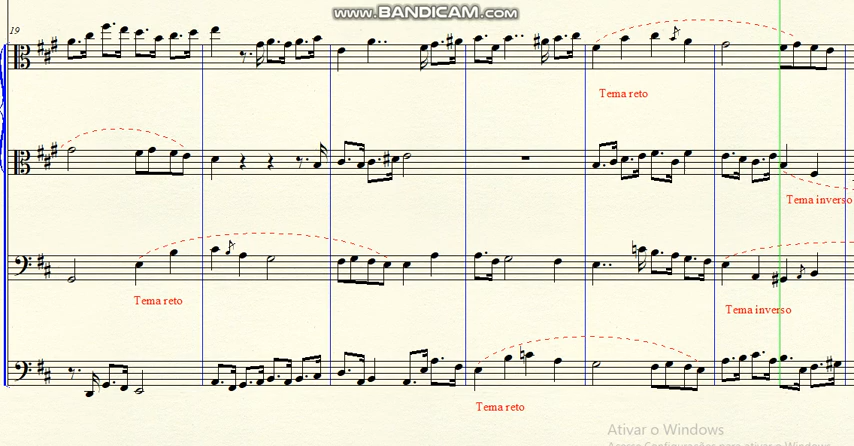 www.BANDICAM.com
19
Tema reto
Tema inverso
Tema reto
Tema inverso
Tema reto
Ativar o Windows